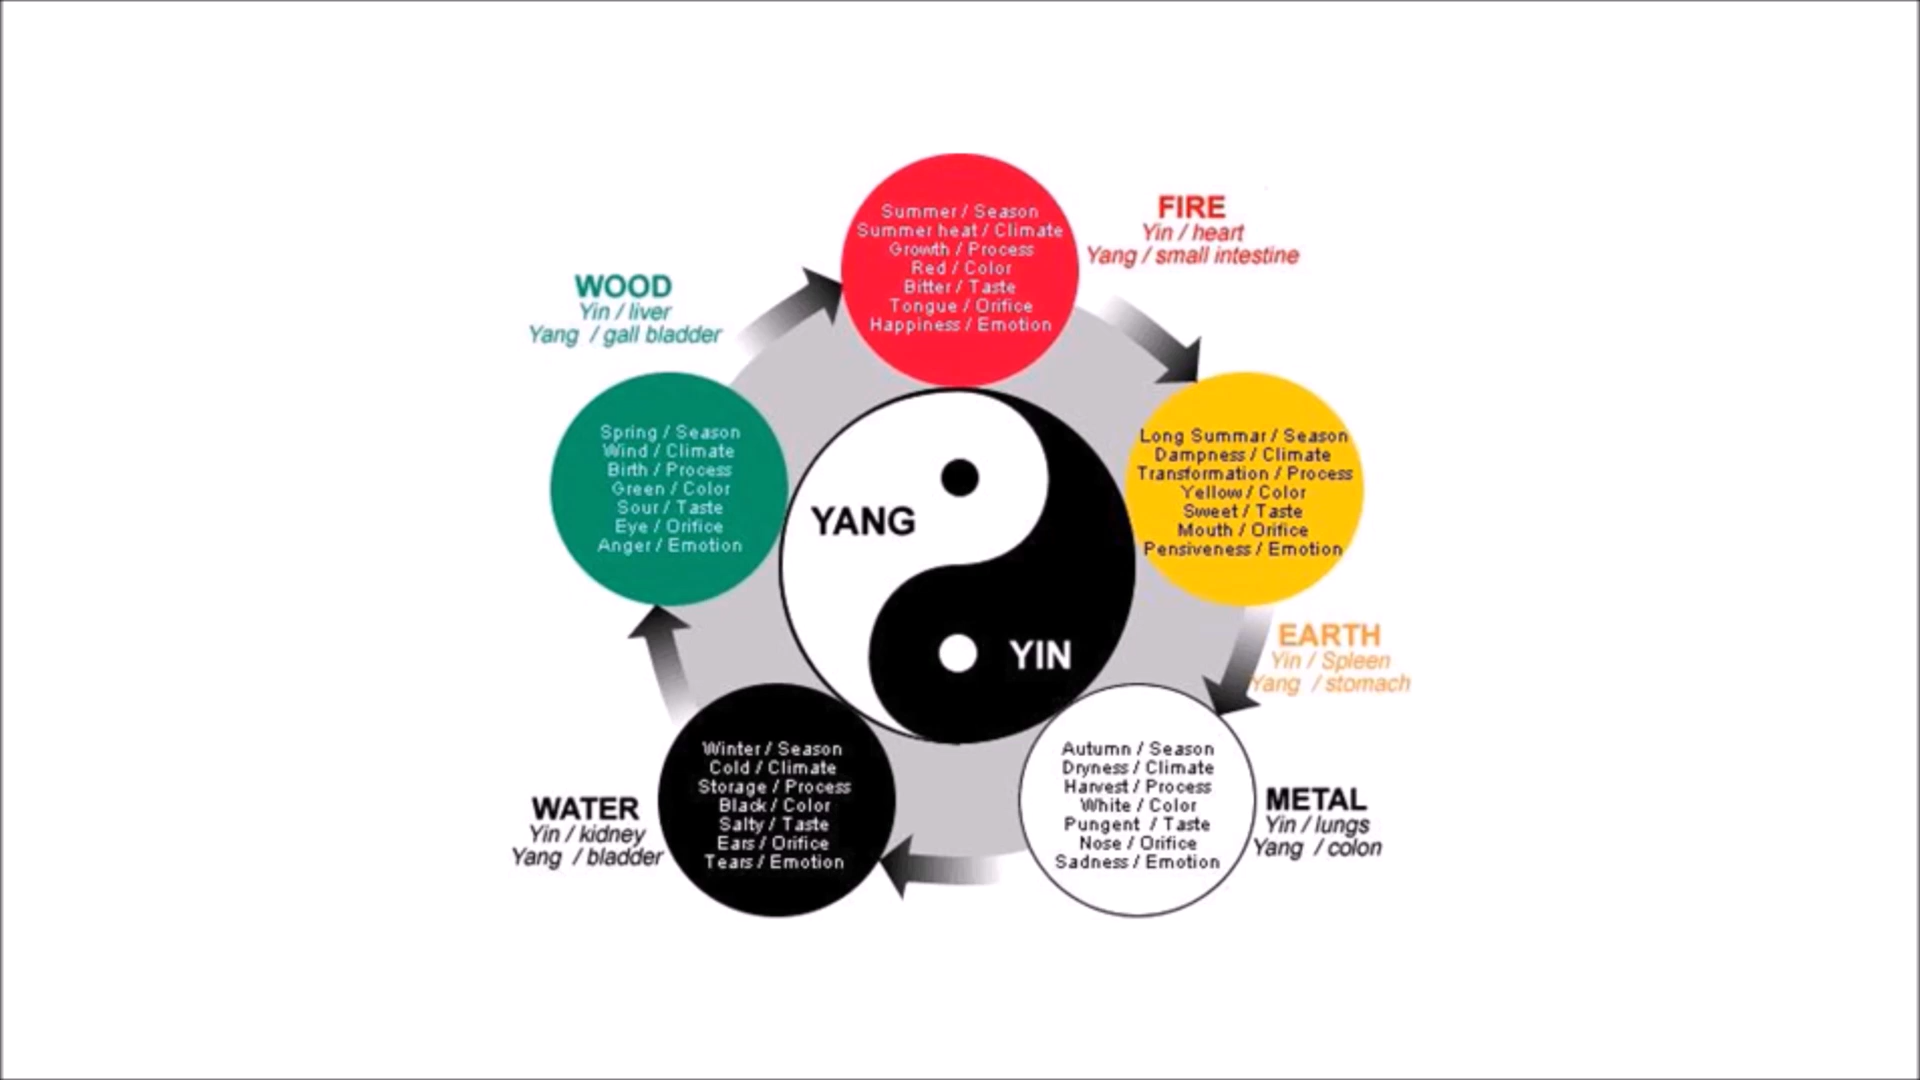 FIRE
Yin / heart
Yang / small intestine
Summer / Season
Summer heat / Climate
Growth / Process
Red / Color
Bitter / Taste
Tongue / Orifice
Happiness / Emotion
WOOD
Yin / liver
Yang / gall bladder
Spring / Season
Wind / Climate
Birth / Process
Green / Color
Sour / Taste
Eye / Orifice
Anger / Emotion
YANG
YIN
Long Summar / Season
Dampness / Climate
Transformation / Process
Yellow / Color
Sweet / Taste
Mouth / Orifice
Pensiveness / Emotion
EARTH
Yin / Spleen
Yang / stomach
WATER
Yin / kidney
Yang / bladder
Winter / Season
Cold / Climate
Storage / Process
Black / Color
Salty / Taste
Ears / Orifice
Tears / Emotion
Autumn / Season
Dryness / Climate
Harvest / Process
White / Color
Pungent / Taste
Nose / Orifice
Sadness / Emotion
METAL
Yin / lungs
Yang / colon